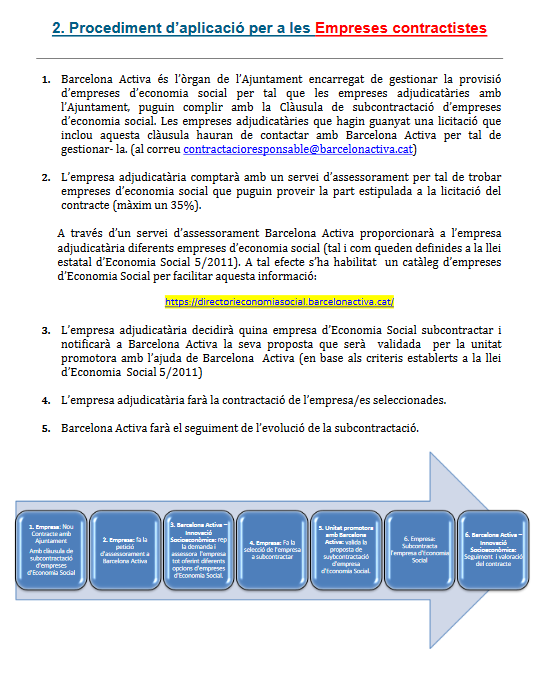 2. Procediment d'aplicació per a les Empreses contractistes
1. Barcelona Activa és l'òrgan de l'Ajuntament encarregat de gestionar la provisió
d'empreses d'economia social per tal que les empreses adjudicatàries amb
l'Ajuntament, puguin complir amb la Clàusula de subcontractació d'empreses
d'economia social. Les empreses adjudicatàries que hagin guanyat una licitació que
inclou aquesta clàusula hauran de contactar amb Barcelona Activa per tal de
gestionar- la. (al correu contractacioresponsable@barcelonactiva.cat)
2. L'empresa adjudicatària comptarà amb un servei d'assessorament per tal de trobar
empreses d'economia social que puguin proveir la part estipulada a la licitació del
contracte (màxim un 35%).
A través d'un servei d'assessorament Barcelona Activa proporcionarà a l'empresa
adjudicatària diferents empreses d'economia social (tal i com queden definides a la llei
estatal d'Economia Social 5/2011). A tal efecte s'ha habilitat un catàleg d'empreses
d'Economia Social per facilitar aquesta informació:
https://directorieconomiasocial.barcelonactiva.cat/
3. L'empresa adjudicatària decidirà quina empresa d'Economia Social subcontractar i
notificarà a Barcelona Activa la seva proposta que serà validada per la unitat
promotora amb l'ajuda de Barcelona Activa (en base als criteris establerts a la llei
d'Economia Social 5/2011)
4. L'empresa adjudicatària farà la contractació de l'empresa/es seleccionades.
5. Barcelona Activa farà el seguiment de l'evolució de la subcontractació.
1. Empresa: Nou
Contracte amb
Ajuntament
Amb clàusula de
subcontractació
d'empreses
d'Economia Social
2. Empresa: fa la
petició
d'assessorament a
Barcelona Activa
3. Barcelona Activa –
Innovació
Socioeconòmica: rep
la demanda i
assessora l'empresa
tot oferint diferents
opcions d'empreses
d'Economia Social.
4. Empresa: Fa la
selecció de l'empresa
a subcontractar
5. Unitat promotora
amb Barcelona
Activa: valida la
proposta de
suybcontractació
d'empresa
d'Economia Social.
6. Empresa:
Subcontracta
l'empresa d'Economia
Social
6. Barcelona Activa –
Innovació
Socioeconòmica:
Seguiment i valoració
del contracte